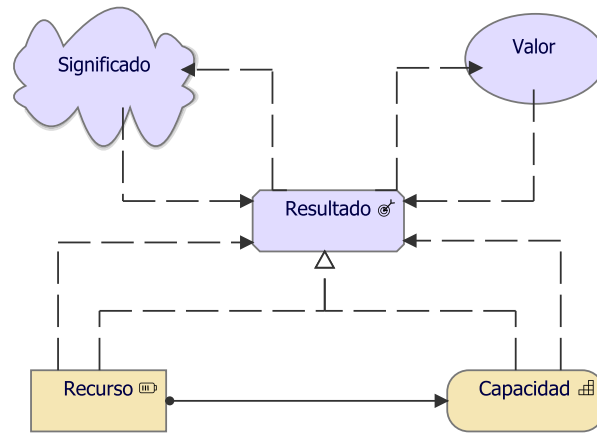 Significado
Valor
Resultado
Recurso
Capacidad